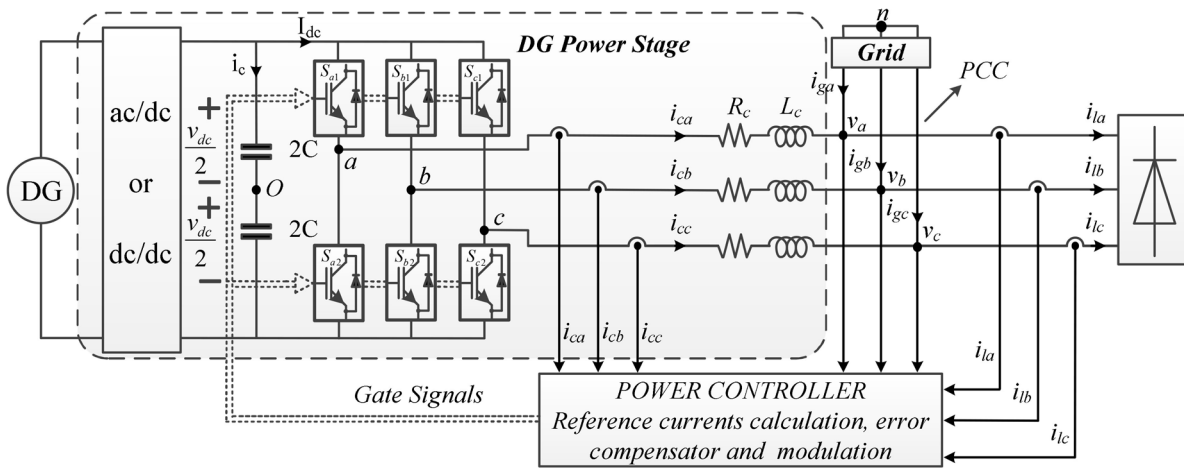 I_dc
DG Power Stage
n
Grid
i_c
S_a1
S_b1
S_c1
i_ga
PCC
ac/dc
or
dc/dc
+
v_dc
2
−
+
v_dc
2
−
2C
2C
O
DG
a
b
c
i_ca
R_c
L_c
v_a
i_la
i_gb
i_cb
v_b
i_lb
i_gc
i_cc
v_c
i_lc
S_a2
S_b2
S_c2
i_ca
i_cb
i_cc
i_la
i_lb
i_lc
Gate Signals
POWER CONTROLLER
Reference currents calculation, error
compensator and modulation